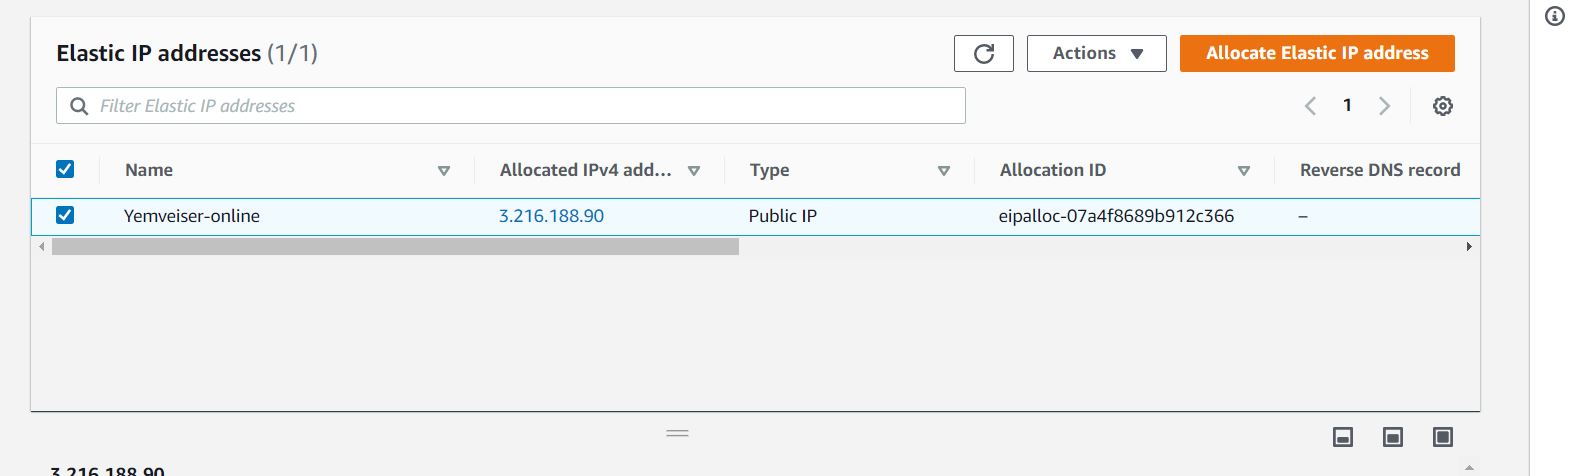 Elastic IP addresses (1/1)
Actions
Allocate Elastic IP address
Filter Elastic IP addresses
1
Name Allocated IPv4 add... Type Allocation ID Reverse DNS record
Yemveiser-online 3.216.188.90 Public IP eipalloc-07a4f8689b912c366 –
3.216.188.90